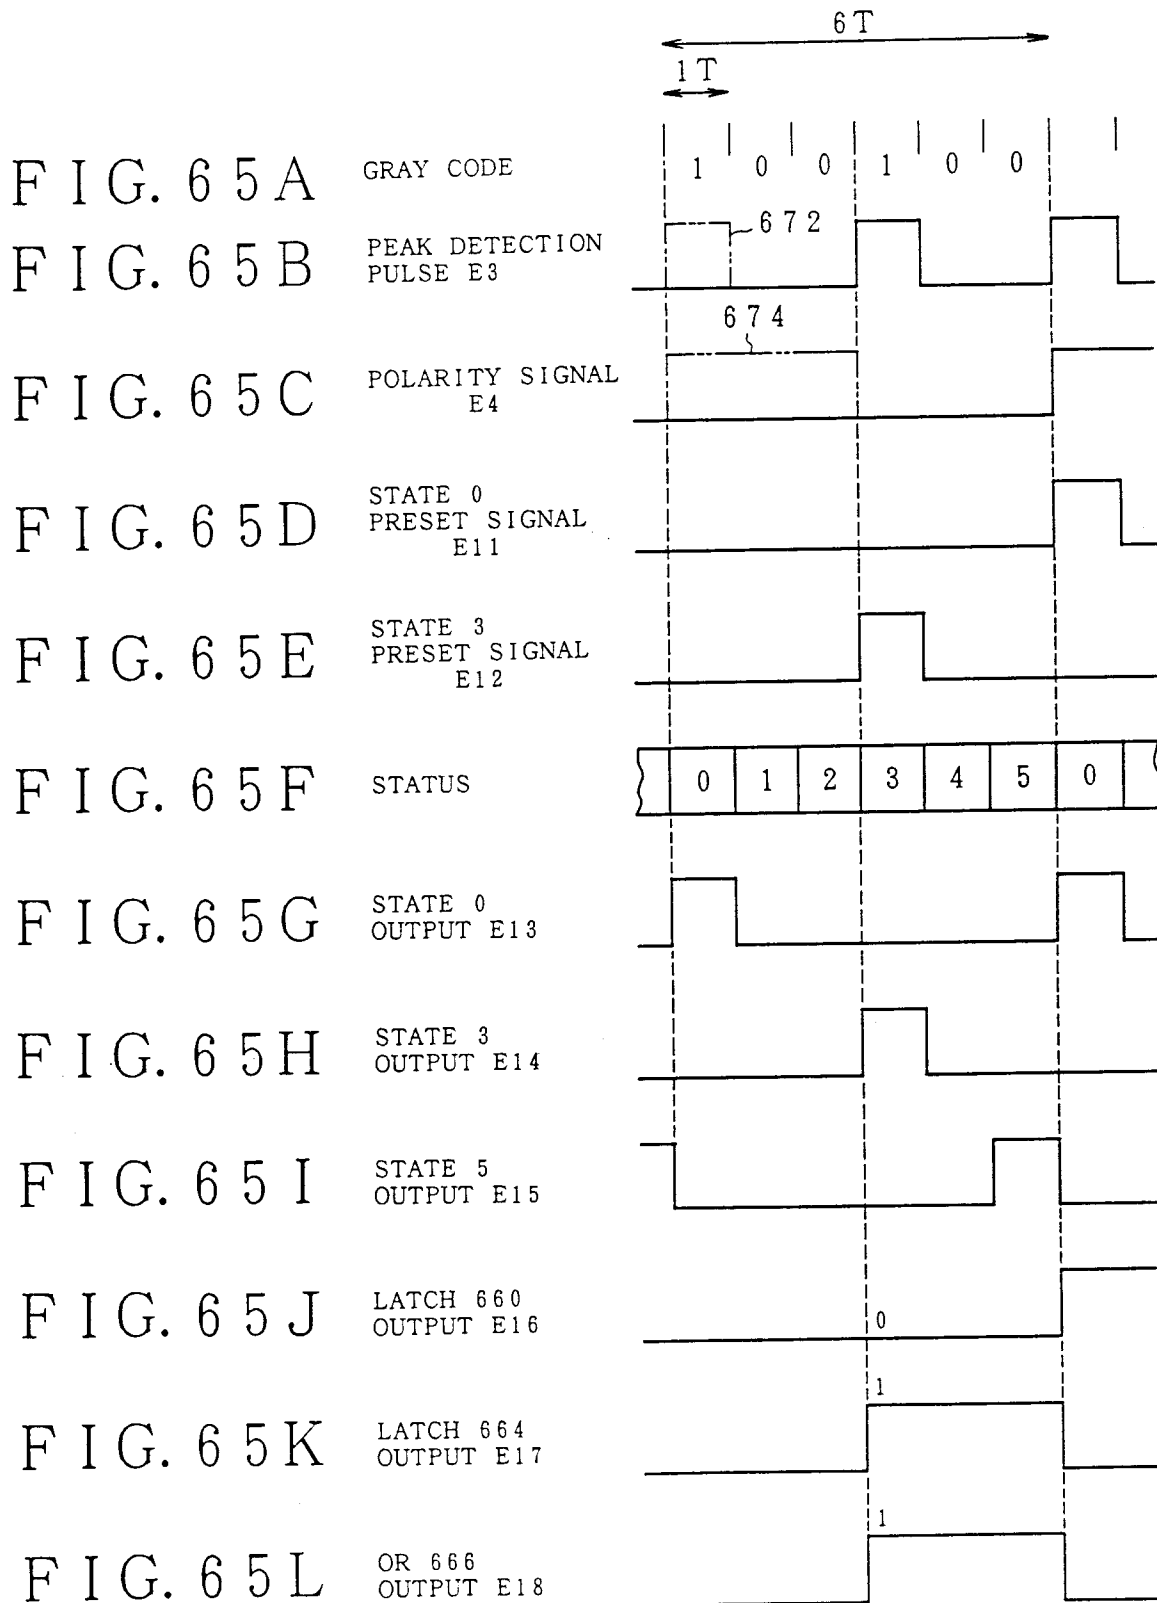 6T
1T
FIG. 65A GRAY CODE 1 0 0 1 0 0
FIG. 65B PEAK DETECTION
PULSE E3
672
FIG. 65C POLARITY SIGNAL
E4
674
FIG. 65D STATE 0
PRESET SIGNAL
E11
FIG. 65E STATE 3
PRESET SIGNAL
E12
FIG. 65F STATUS 0 1 2 3 4 5 0
FIG. 65G STATE 0
OUTPUT E13
FIG. 65H STATE 3
OUTPUT E14
FIG. 65I STATE 5
OUTPUT E15
FIG. 65J LATCH 660
OUTPUT E16
0
FIG. 65K LATCH 664
OUTPUT E17
1
FIG. 65L OR 666
OUTPUT E18
1